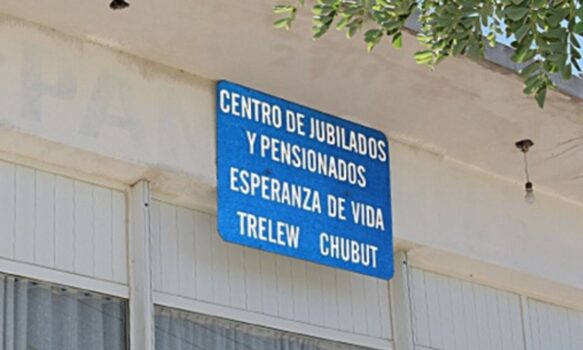 CENTRO DE JUBILADOS
Y PENSIONADOS
ESPERANZA DE VIDA
TRELEW CHUBUT